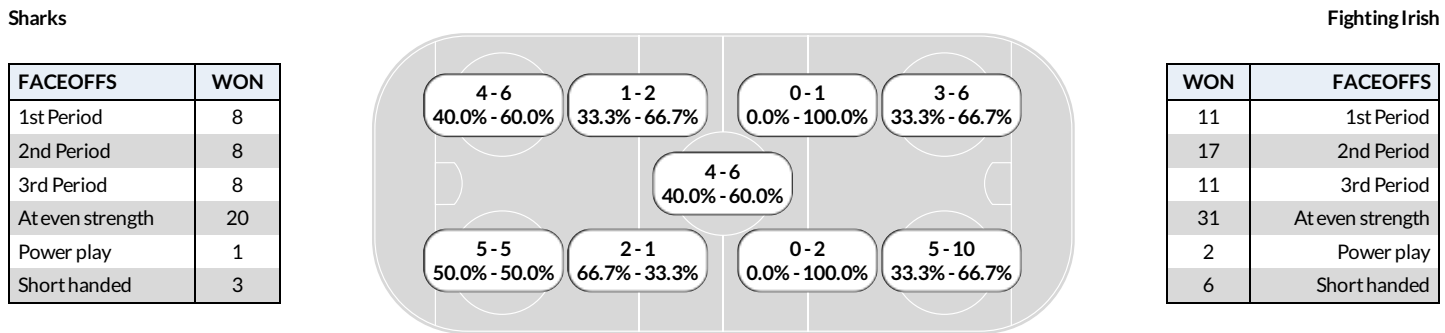 Sharks
Fighting Irish
FACEOFFS WON
1st Period 8
2nd Period 8
3rd Period 8
At even strength 20
Power play 1
Short handed 3
4 - 6 1 - 2 0 - 1 3 - 6
40.0% - 60.0% 33.3% - 66.7% 0.0% - 100.0% 33.3% - 66.7%
4 - 6
40.0% - 60.0%
5 - 5 2 - 1 0 - 2 5 - 10
50.0% - 50.0% 66.7% - 33.3% 0.0% - 100.0% 33.3% - 66.7%
WON FACEOFFS
11 1st Period
17 2nd Period
11 3rd Period
31 At even strength
2 Power play
6 Short handed